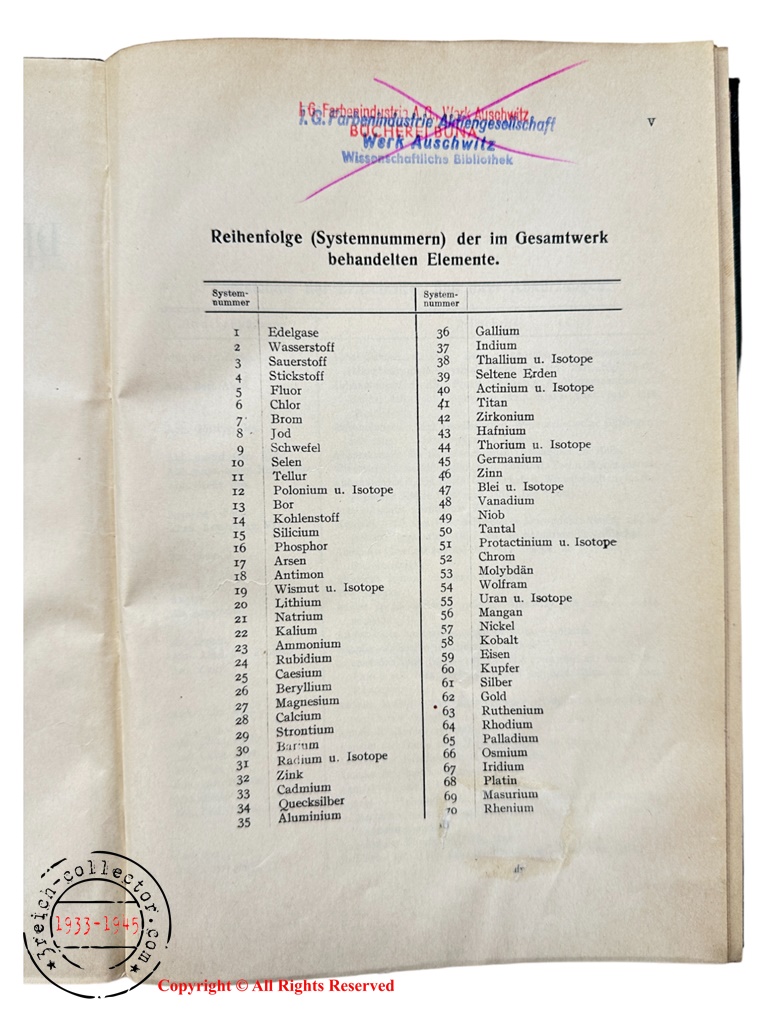 I. G. Farbenindustrie A. G., Werk Auschwitz
BÜCHEREI BUNA
I. G. Farbenindustrie Aktiengesellschaft
Werk Auschwitz
Wissenschaftliche Bibliothek
V
Reihenfolge (Systemnummern) der im Gesamtwerk
behandelten Elemente.
System-
nummer
System-
nummer
1 Edelgase
2 Wasserstoff
3 Sauerstoff
4 Stickstoff
5 Fluor
6 Chlor
7 Brom
8 Jod
9 Schwefel
10 Selen
11 Tellur
12 Polonium u. Isotope
13 Bor
14 Kohlenstoff
15 Silicium
16 Phosphor
17 Arsen
18 Antimon
19 Wismut u. Isotope
20 Lithium
21 Natrium
22 Kalium
23 Ammonium
24 Rubidium
25 Caesium
26 Beryllium
27 Magnesium
28 Calcium
29 Strontium
30 Barium
31 Radium u. Isotope
32 Zink
33 Cadmium
34 Quecksilber
35 Aluminium
36 Gallium
37 Indium
38 Thallium u. Isotope
39 Seltene Erden
40 Actinium u. Isotope
41 Titan
42 Zirkonium
43 Hafnium
44 Thorium u. Isotope
45 Germanium
46 Zinn
47 Blei u. Isotope
48 Vanadium
49 Niob
50 Tantal
51 Protactinium u. Isotope
52 Chrom
53 Molybdän
54 Wolfram
55 Uran u. Isotope
56 Mangan
57 Nickel
58 Kobalt
59 Eisen
60 Kupfer
61 Silber
62 Gold
63 Ruthenium
64 Rhodium
65 Palladium
66 Osmium
67 Iridium
68 Platin
69 Masurium
70 Rhenium
3reich-collector.com
1933-1945
Copyright © All Rights Reserved